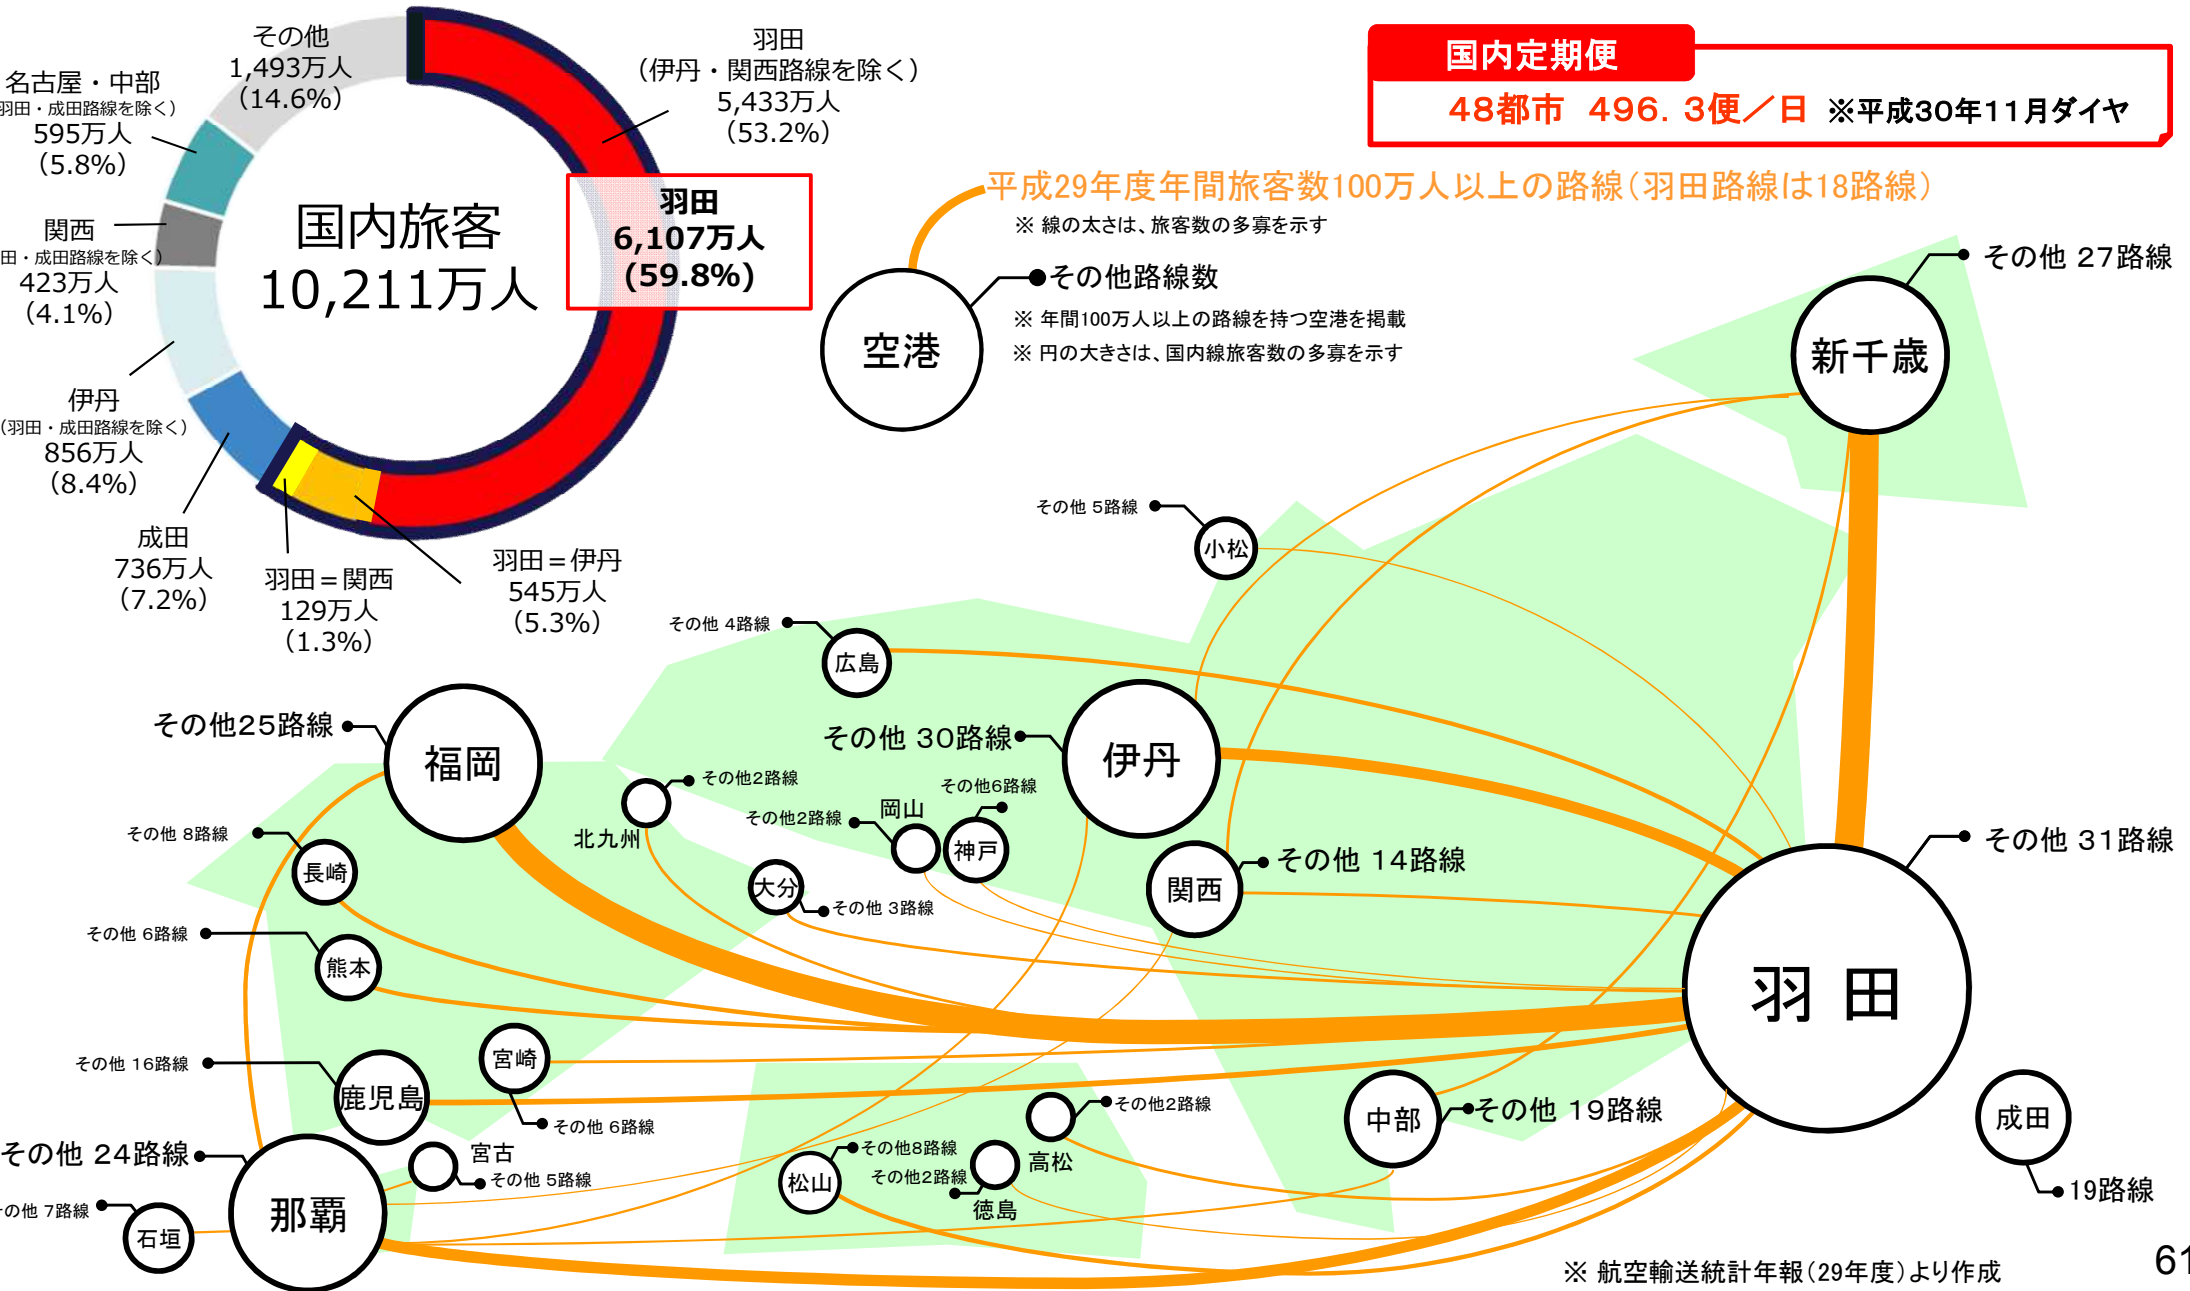 その他
1,493万人
(14.6%)
羽田
(伊丹・関西路線を除く)
5,433万人
(53.2%)
名古屋・中部
羽田・成田路線を除く)
595万人
(5.8%)
関西
田・成田路線を除く)
423万人
(4.1%)
伊丹
(羽田・成田路線を除く)
856万人
(8.4%)
成田
736万人
(7.2%)
羽田=関西
129万人
(1.3%)
羽田=伊丹
545万人
(5.3%)
国内旅客
10,211万人
羽田
6,107万人
(59.8%)
国内定期便
48都市 496.3便/日 ※平成30年11月ダイヤ
平成29年度年間旅客数100万人以上の路線(羽田路線は18路線)
※ 線の太さは、旅客数の多寡を示す
その他路線数
※ 年間100万人以上の路線を持つ空港を掲載
※ 円の大きさは、国内線旅客数の多寡を示す
空港
その他 27路線
新千歳
その他 5路線
小松
その他 4路線
広島
その他25路線
福岡
その他 30路線
伊丹
その他2路線
北九州
その他2路線
岡山
その他6路線
神戸
その他 8路線
長崎
大分
その他 3路線
関西
その他 14路線
その他 31路線
羽田
その他 6路線
熊本
その他 16路線
鹿児島
宮崎
その他 6路線
その他 24路線
那覇
宮古
その他 5路線
の他 7路線
石垣
その他8路線
松山
その他2路線
徳島
その他2路線
高松
中部
その他 19路線
成田
19路線
※ 航空輸送統計年報(29年度)より作成
61